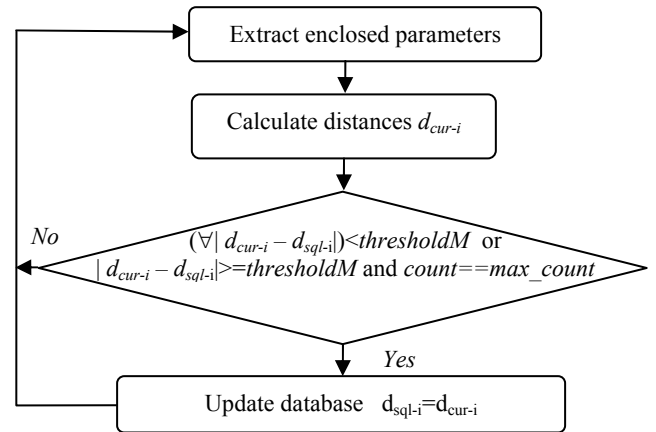 Extract enclosed parameters
Calculate distances d_cur-i
No
(∀| d_cur-i – d_sql-i|)<thresholdM or
| d_cur-i – d_sql-i|>=thresholdM and count==max_count
Yes
Update database d_sql-i=d_cur-i